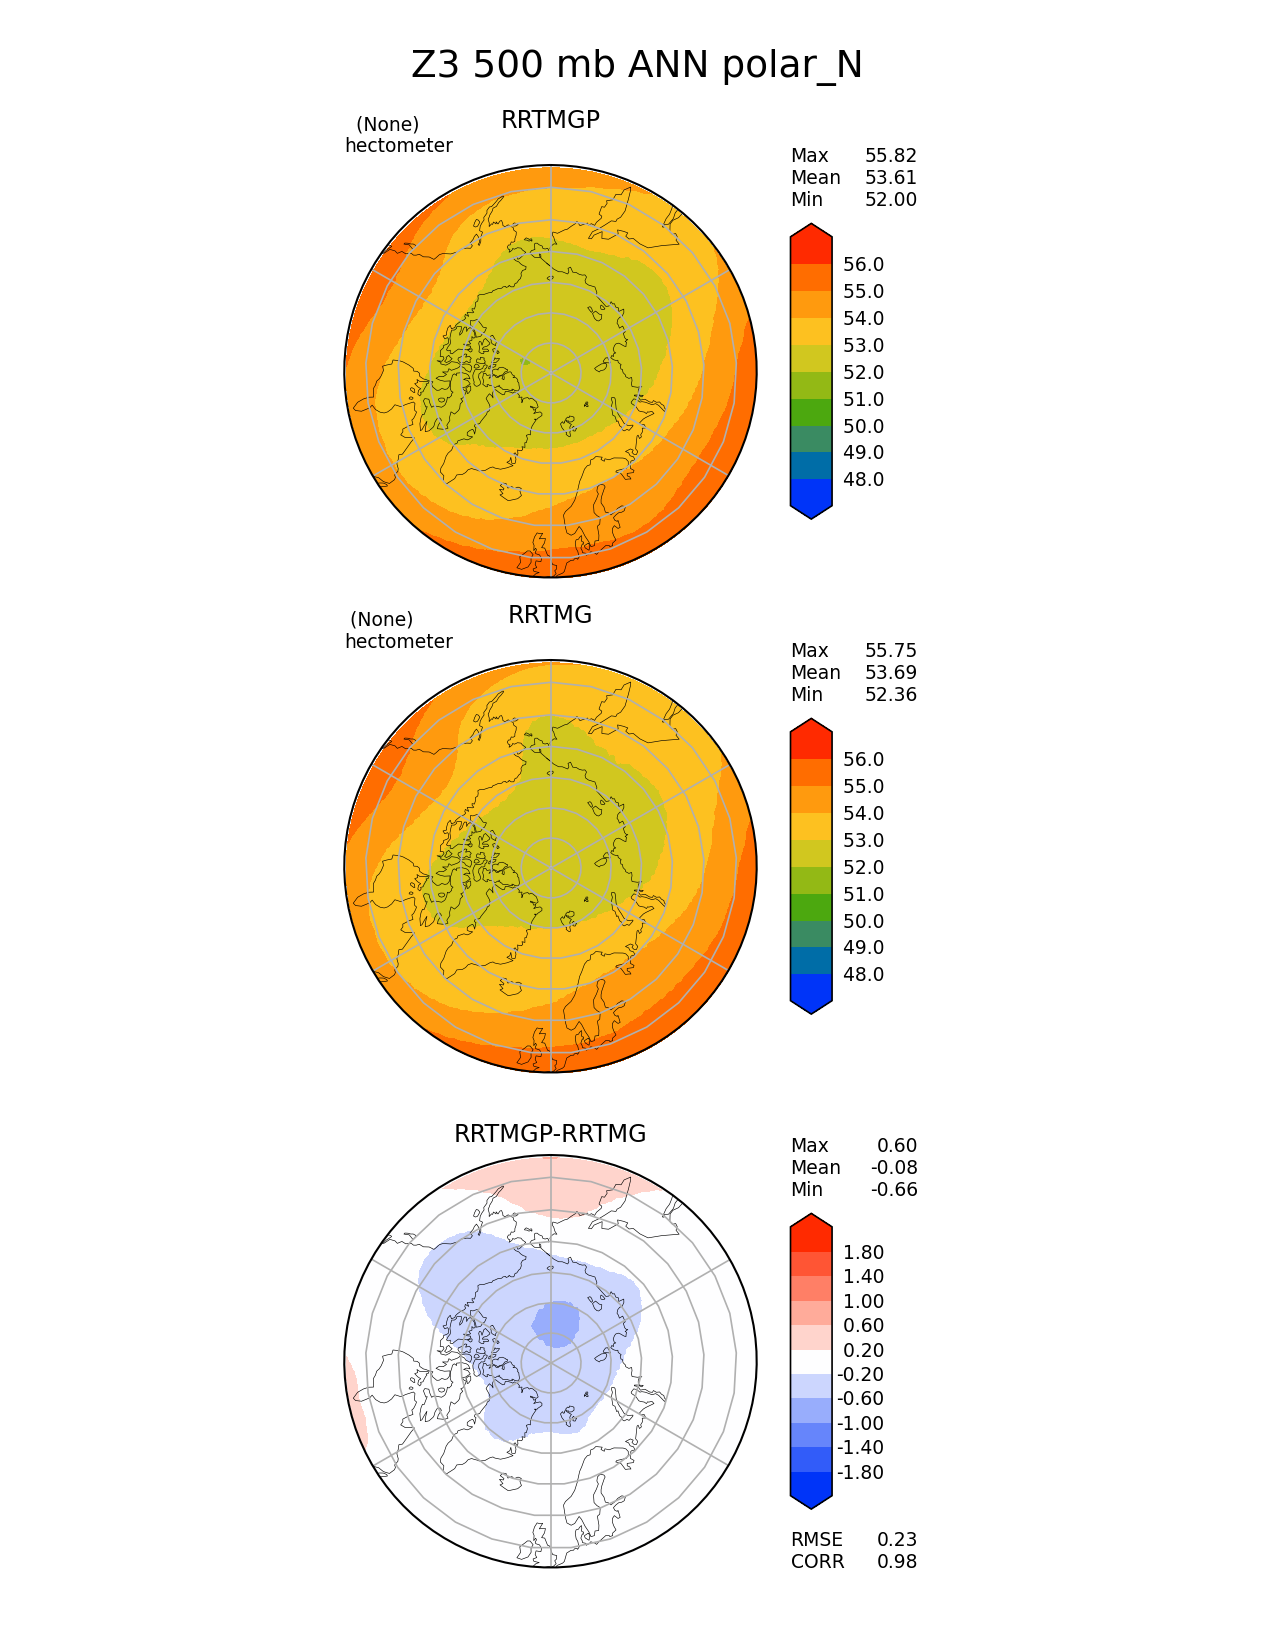 Z3 500 mb ANN polar_N
(None)
hectometer
RRTMGP
Max 55.82
Mean 53.61
Min 52.00
56.0
55.0
54.0
53.0
52.0
51.0
50.0
49.0
48.0
(None)
hectometer
RRTMG
Max 55.75
Mean 53.69
Min 52.36
56.0
55.0
54.0
53.0
52.0
51.0
50.0
49.0
48.0
RRTMGP-RRTMG
Max 0.60
Mean -0.08
Min -0.66
1.80
1.40
1.00
0.60
0.20
-0.20
-0.60
-1.00
-1.40
-1.80
RMSE 0.23
CORR 0.98